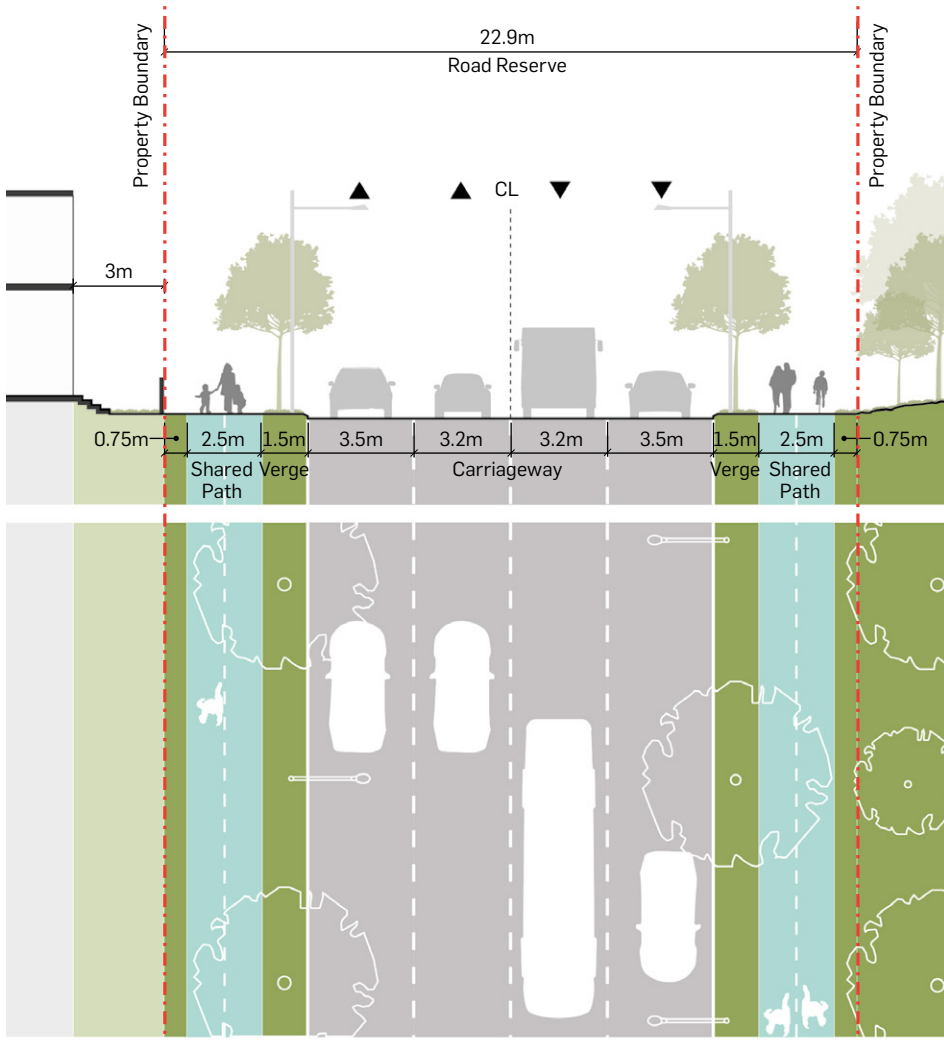 22.9m
Road Reserve
Property Boundary
Property Boundary
CL
3m
0.75m
2.5m
1.5m
3.5m
3.2m
3.2m
3.5m
1.5m
2.5m
0.75m
Shared
Path
Verge
Carriageway
Verge
Shared
Path